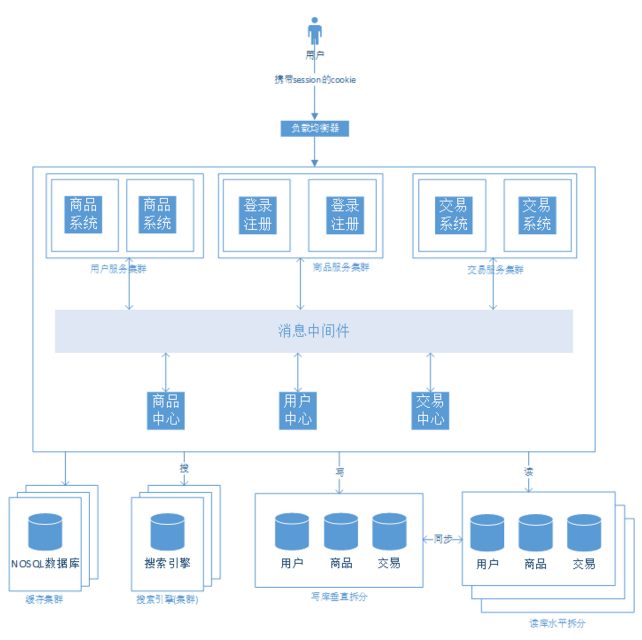 用户
携带session的cookie
负载均衡器
商品
系统
商品
系统
登录
注册
登录
注册
交易
系统
交易
系统
用户服务集群
商品服务集群
交易服务集群
消息中间件
商品
中心
用户
中心
交易
中心
搜
写
读
NOSQL数据库
搜索引擎
用户
商品
交易
同步
用户
商品
交易
缓存集群
搜索引擎(集群)
写库垂直拆分
读库水平拆分